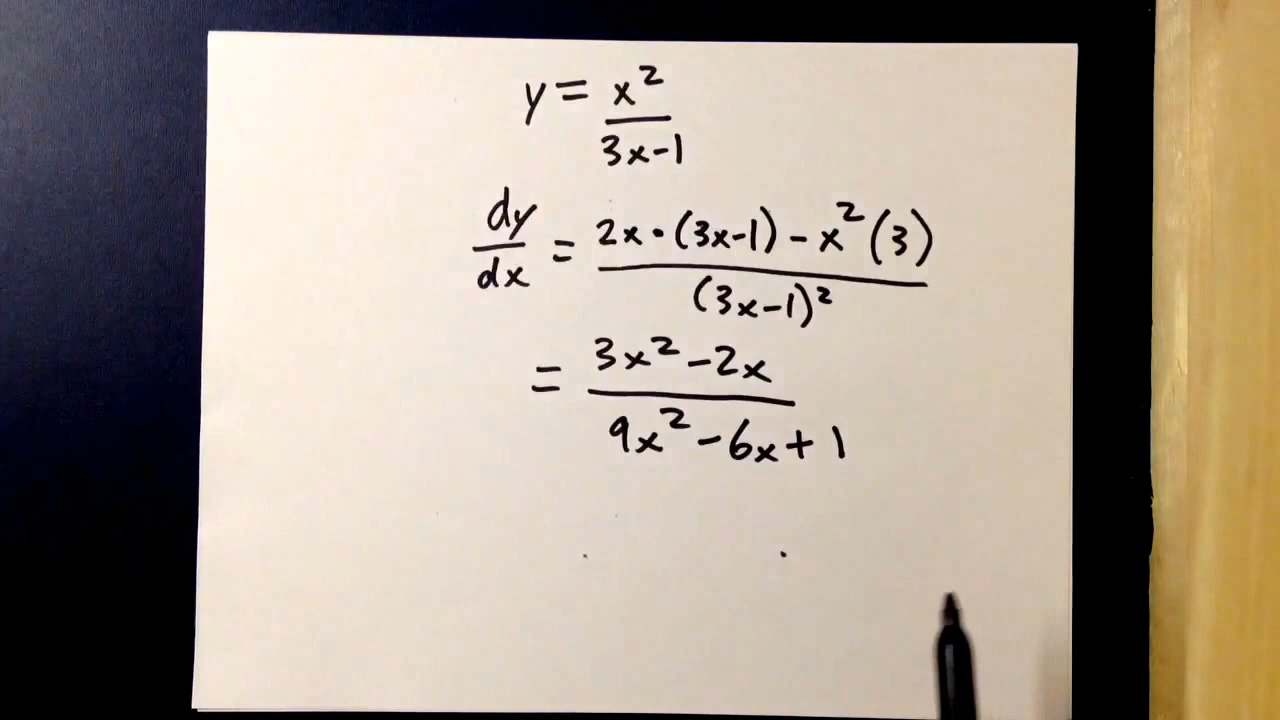 y = x² / 3x-1
dy/dx = 2x·(3x-1) - x²(3) / (3x-1)²
= 3x² - 2x / 9x² - 6x + 1